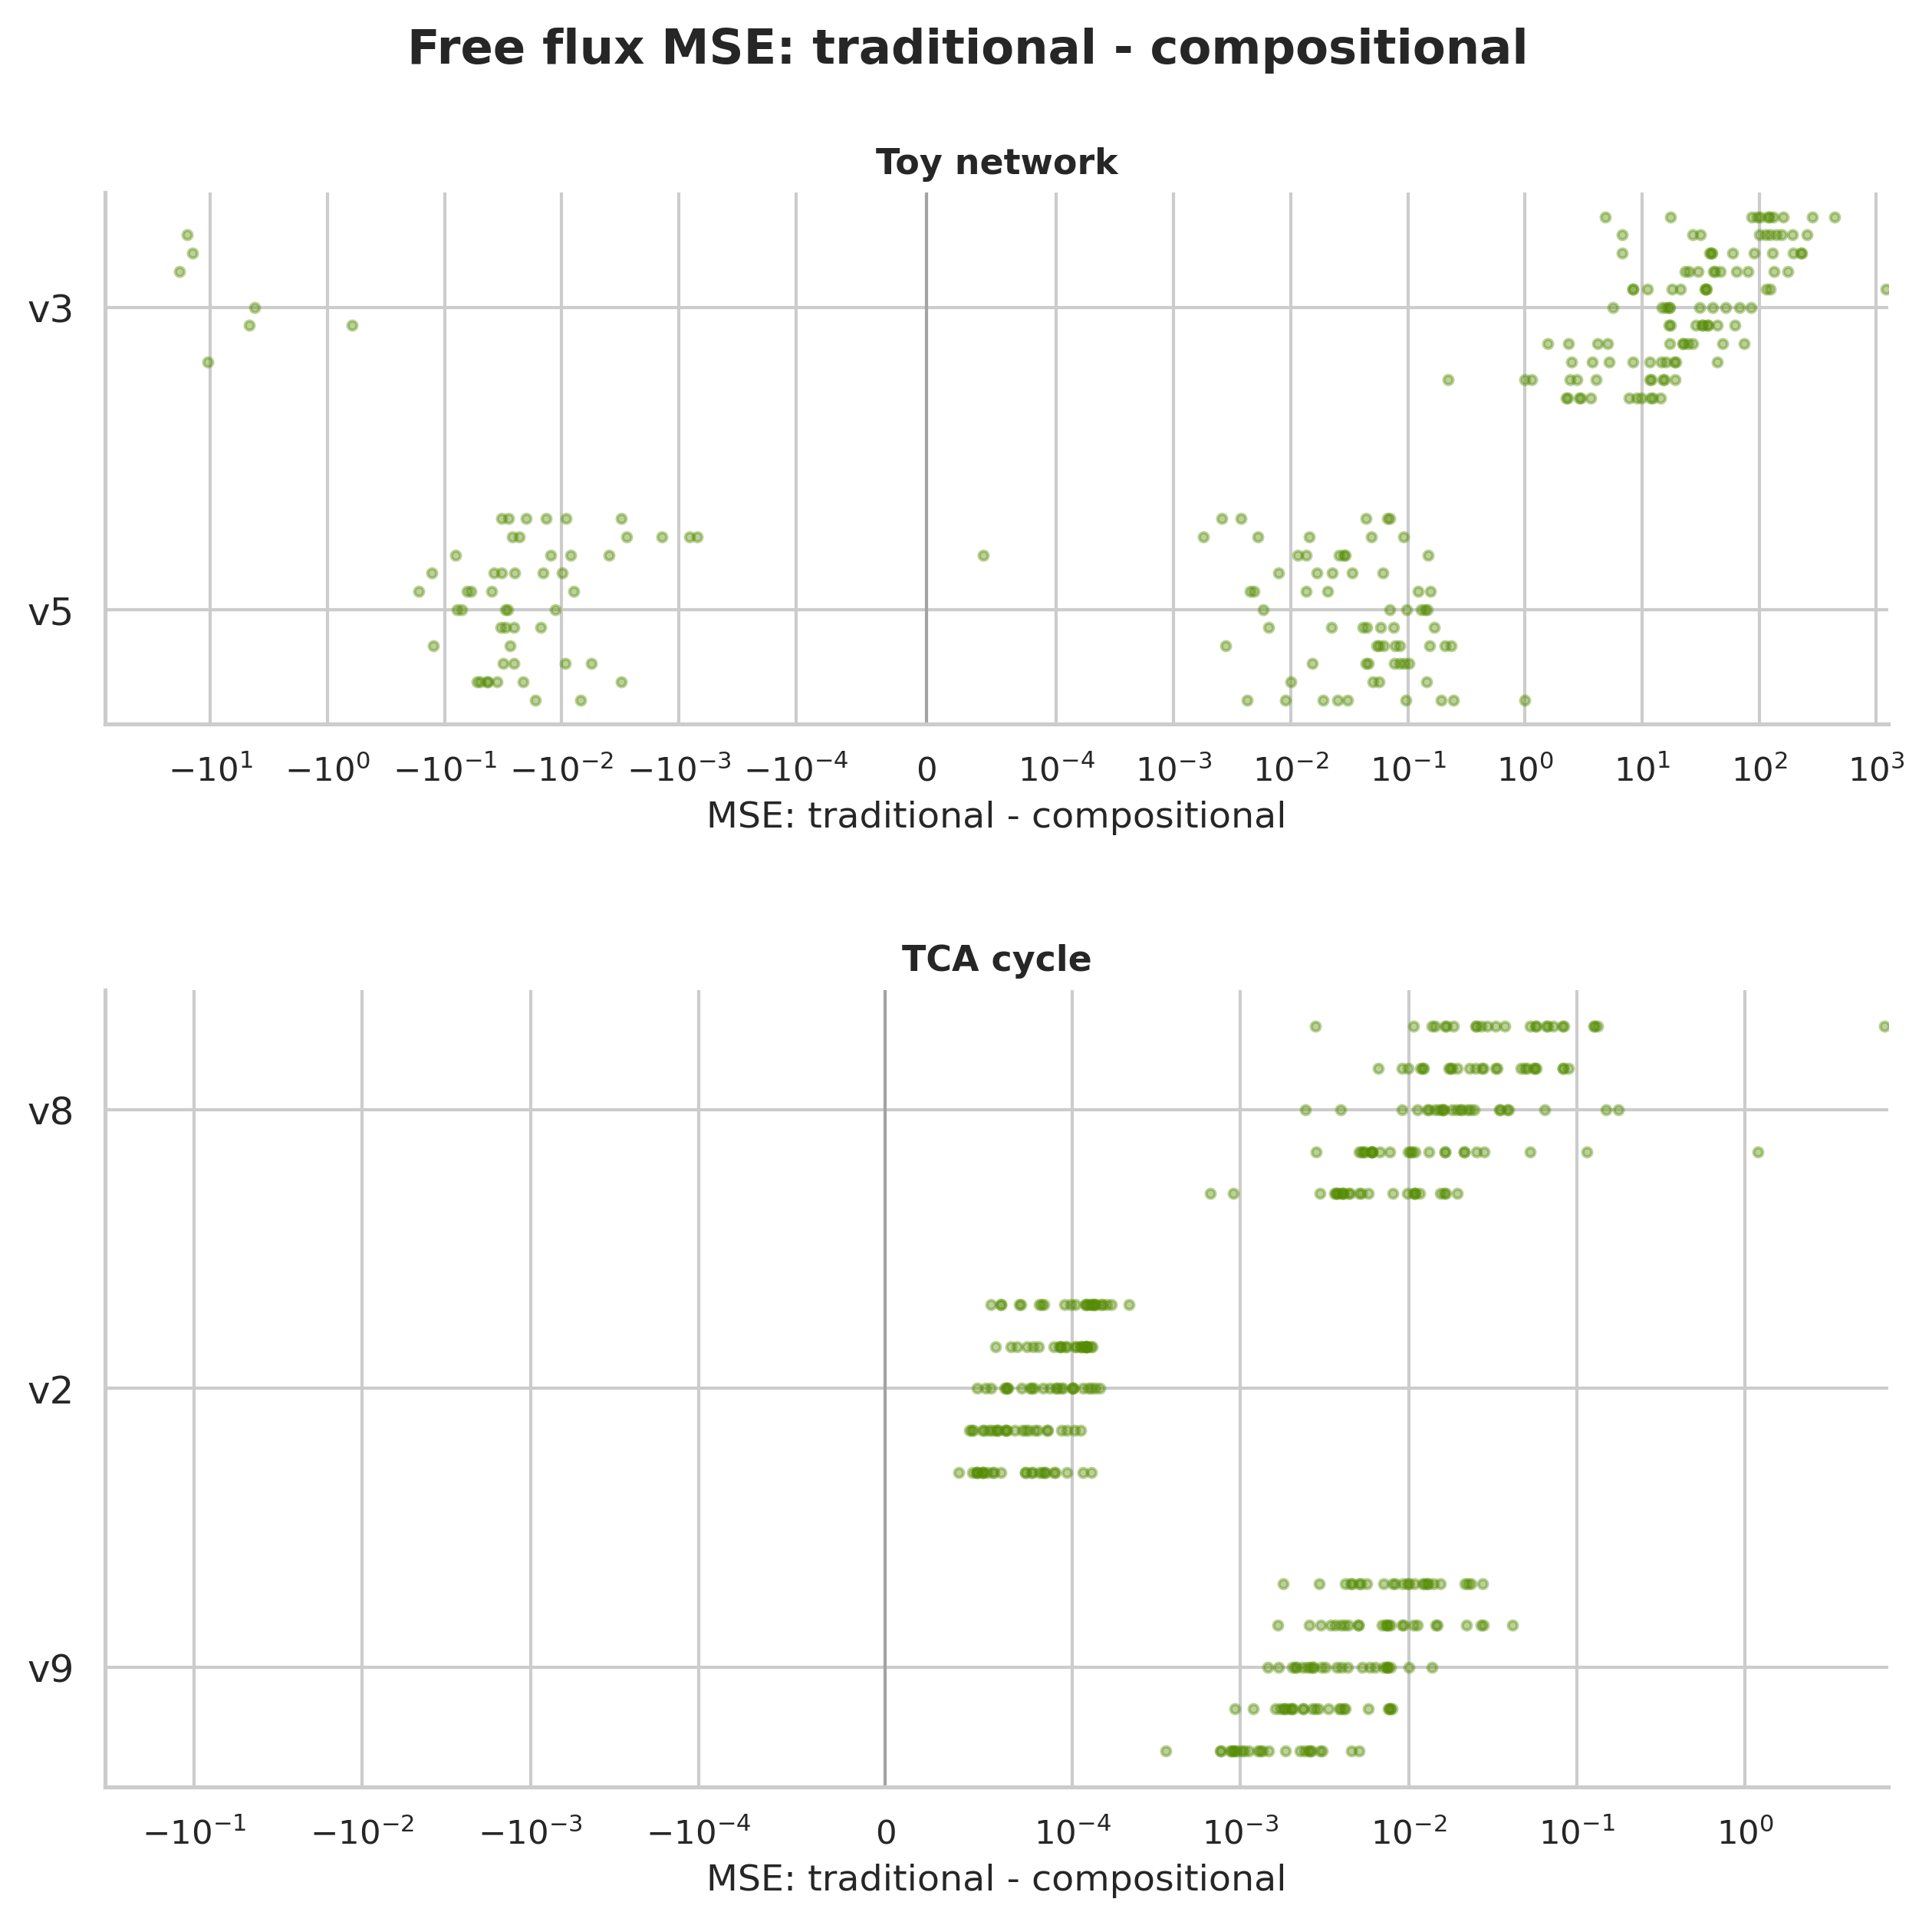 Free flux MSE: traditional - compositional
Toy network
v3
v5
−10¹ −10⁰ −10⁻¹ −10⁻² −10⁻³ −10⁻⁴ 0 10⁻⁴ 10⁻³ 10⁻² 10⁻¹ 10⁰ 10¹ 10² 10³
MSE: traditional - compositional
TCA cycle
v8
v2
v9
−10⁻¹ −10⁻² −10⁻³ −10⁻⁴ 0 10⁻⁴ 10⁻³ 10⁻² 10⁻¹ 10⁰
MSE: traditional - compositional